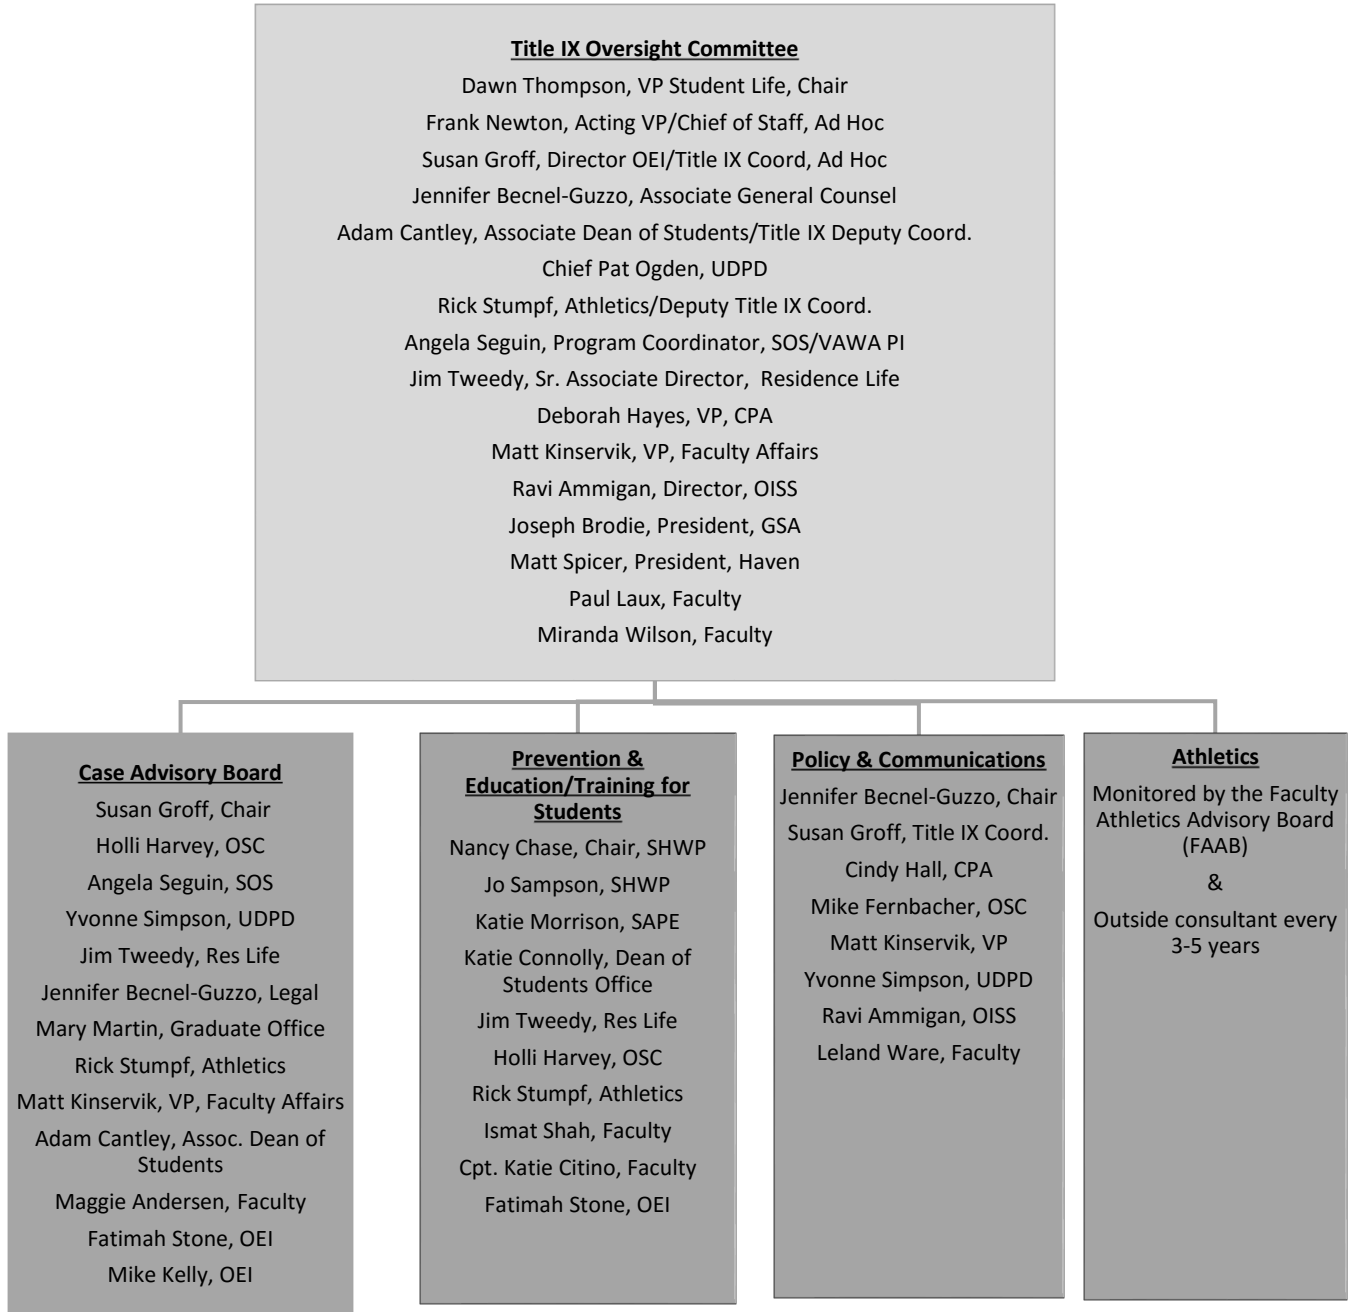 Title IX Oversight Committee
Dawn Thompson, VP Student Life, Chair
Frank Newton, Acting VP/Chief of Staff, Ad Hoc
Susan Groff, Director OEI/Title IX Coord, Ad Hoc
Jennifer Becnel-Guzzo, Associate General Counsel
Adam Cantley, Associate Dean of Students/Title IX Deputy Coord.
Chief Pat Ogden, UDPD
Rick Stumpf, Athletics/Deputy Title IX Coord.
Angela Seguin, Program Coordinator, SOS/VAWA PI
Jim Tweedy, Sr. Associate Director, Residence Life
Deborah Hayes, VP, CPA
Matt Kinservik, VP, Faculty Affairs
Ravi Ammigan, Director, OISS
Joseph Brodie, President, GSA
Matt Spicer, President, Haven
Paul Laux, Faculty
Miranda Wilson, Faculty
Case Advisory Board
Susan Groff, Chair
Holli Harvey, OSC
Angela Seguin, SOS
Yvonne Simpson, UDPD
Jim Tweedy, Res Life
Jennifer Becnel-Guzzo, Legal
Mary Martin, Graduate Office
Rick Stumpf, Athletics
Matt Kinservik, VP, Faculty Affairs
Adam Cantley, Assoc. Dean of
Students
Maggie Andersen, Faculty
Fatimah Stone, OEI
Mike Kelly, OEI
Prevention &
Education/Training for
Students
Nancy Chase, Chair, SHWP
Jo Sampson, SHWP
Katie Morrison, SAPE
Katie Connolly, Dean of
Students Office
Jim Tweedy, Res Life
Holli Harvey, OSC
Rick Stumpf, Athletics
Ismat Shah, Faculty
Cpt. Katie Citino, Faculty
Fatimah Stone, OEI
Policy & Communications
Jennifer Becnel-Guzzo, Chair
Susan Groff, Title IX Coord.
Cindy Hall, CPA
Mike Fernbacher, OSC
Matt Kinservik, VP
Yvonne Simpson, UDPD
Ravi Ammigan, OISS
Leland Ware, Faculty
Athletics
Monitored by the Faculty
Athletics Advisory Board
(FAAB)
&
Outside consultant every
3-5 years